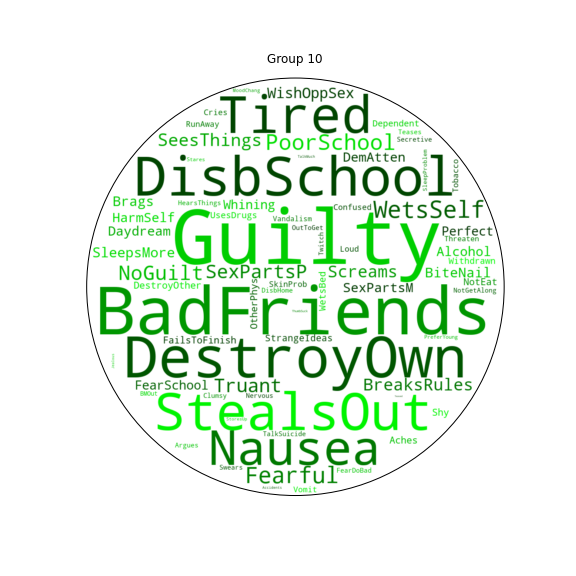 Group 10
MoodChang
WishOppSex
Tired
Cries
RunAway
Dependent
Teases
SeesThings
PoorSchool
Secretive
Stares
DemAtten
SleepProblem
Tobacco
DisbSchool
Brags
HearsThings
Whining
Confused
WetsSelf
HarmSelf
UsesDrugs
Vandalism
Guilty
OutToGet
Daydream
Perfect
Threaten
Twitch
Loud
SleepsMore
Alcohol
Withdrawn
NoGuilt
SexPartsP
Screams
BiteNail
NotEat
DestroyOther
DisbHome
SkinProb
WetsBed
SexPartsM
NotGetAlong
OtherPhys
BadFriends
FailsToFinish
StrangeIdeas
PreferYoung
DestroyOwn
FearSchool
Truant
BreaksRules
BMOut
Clumsy
Nervous
StealsOut
Shy
TalkSuicide
Argues
Nausea
Aches
Swears
Fearful
FearDoBad
Accidents
Vomit